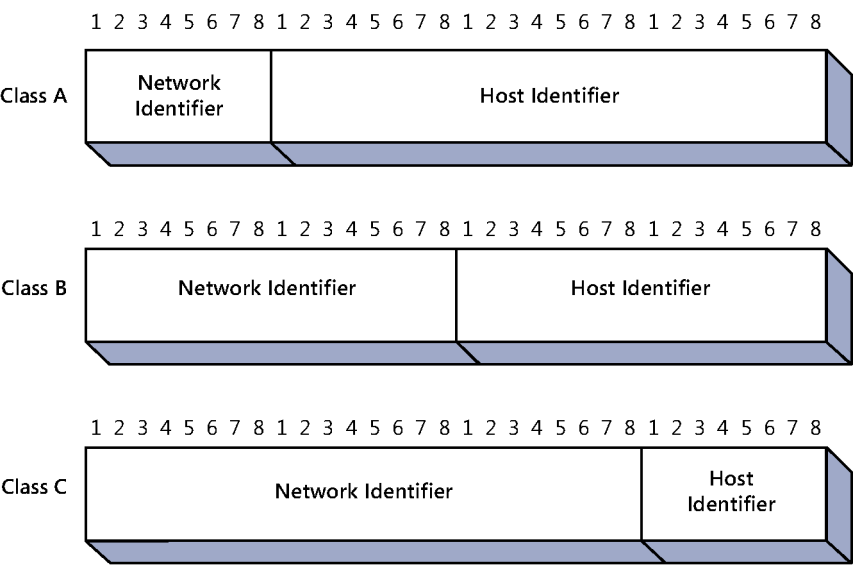 1 2 3 4 5 6 7 8 1 2 3 4 5 6 7 8 1 2 3 4 5 6 7 8 1 2 3 4 5 6 7 8
Class A
Network
Identifier
Host Identifier
1 2 3 4 5 6 7 8 1 2 3 4 5 6 7 8 1 2 3 4 5 6 7 8 1 2 3 4 5 6 7 8
Class B
Network Identifier
Host Identifier
1 2 3 4 5 6 7 8 1 2 3 4 5 6 7 8 1 2 3 4 5 6 7 8 1 2 3 4 5 6 7 8
Class C
Network Identifier
Host
Identifier